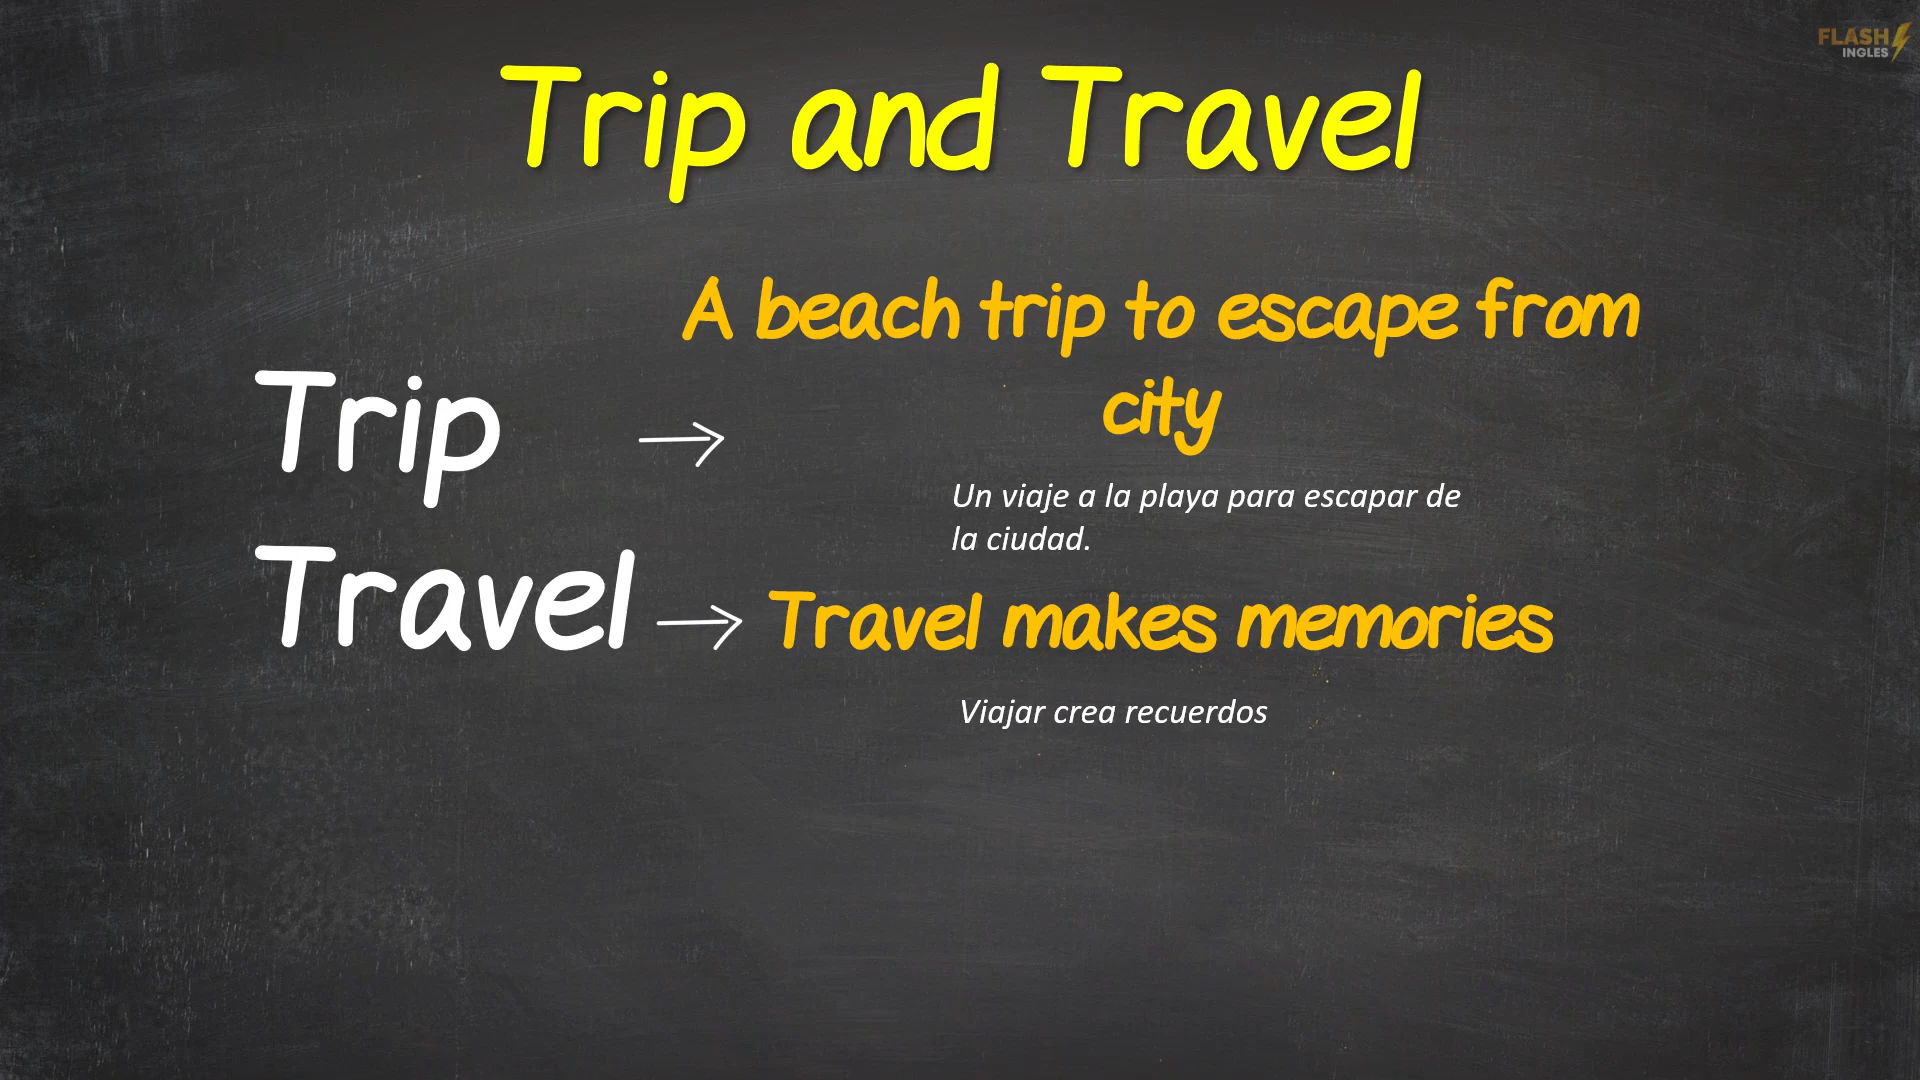 FLASH
INGLES
Trip and Travel
A beach trip to escape from
city
Trip
Un viaje a la playa para escapar de
la ciudad.
Travel
Travel makes memories
Viajar crea recuerdos